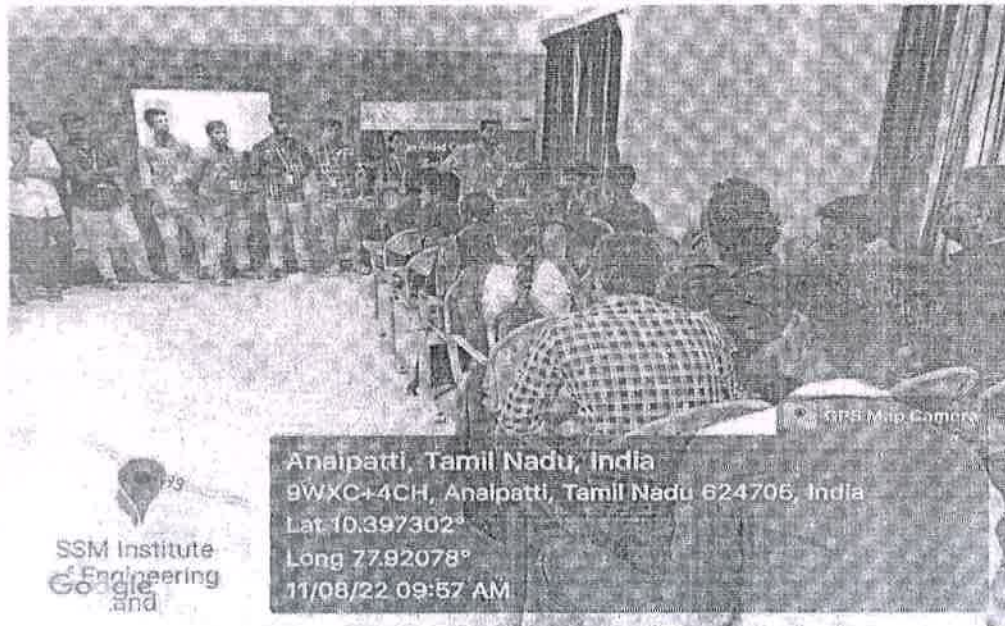 GPS Map Camera
Anaipatti, Tamil Nadu, India
9WXC+4CH, Anaipatti, Tamil Nadu 624706, India
Lat 10.397302°
Long 77.92078°
11/08/22 09:57 AM
SSM Institute
Engineering
and
Google